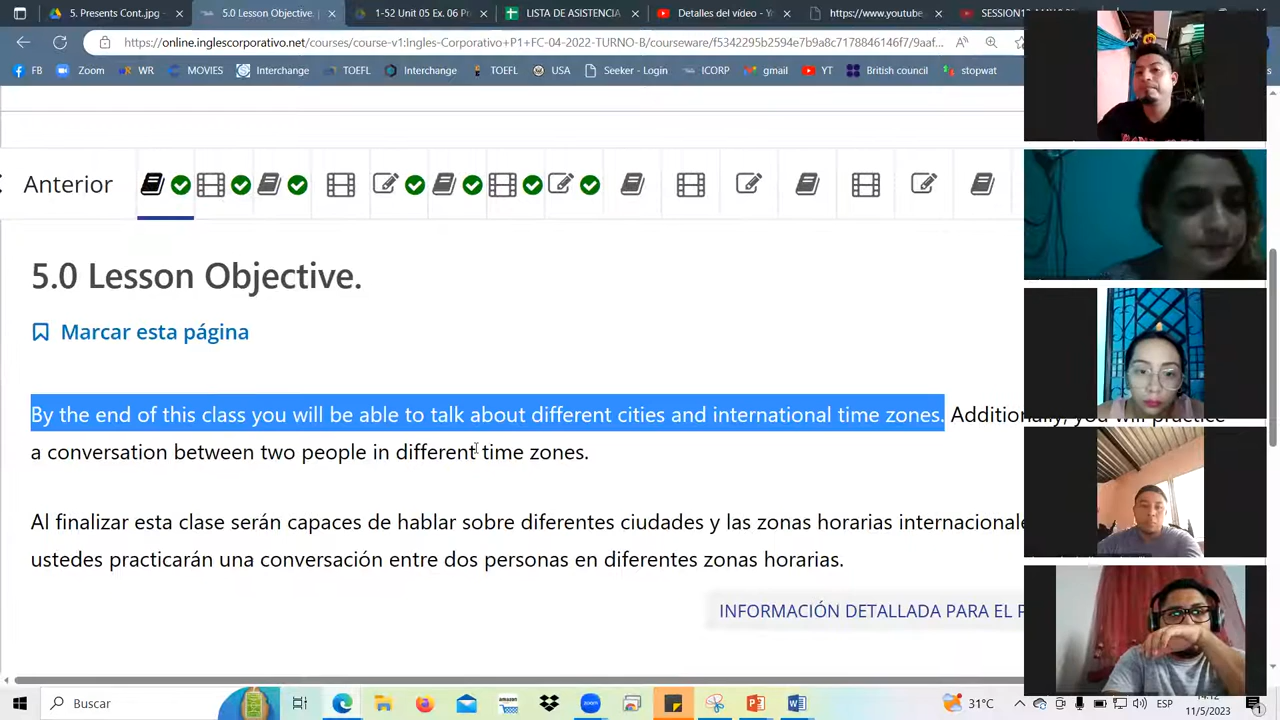 5. Presents Cont..jpg
5.0 Lesson Objective.
1-52 Unit 05 Ex. 06 Pr
LISTA DE ASISTENCIA
Detalles del vídeo - Yo
https://www.youtube
SESSION
https://online.inglescorporativo.net/courses/course-v1:Ingles-Corporativo+P1+FC-04-2022-TURNO-B/courseware/f5342295b2594e7b9a8c7178846146f7/9aaf...
FB
Zoom
WR
MOVIES
Interchange
TOEFL
Interchange
TOEFL
USA
Seeker - Login
ICORP
gmail
YT
British council
stopwat
Anterior
5.0 Lesson Objective.
Marcar esta página
By the end of this class you will be able to talk about different cities and international time zones. Additionally, you will practice
a conversation between two people in different time zones.
Al finalizar esta clase serán capaces de hablar sobre diferentes ciudades y las zonas horarias internacionale
ustedes practicarán una conversación entre dos personas en diferentes zonas horarias.
INFORMACIÓN DETALLADA PARA EL P
Buscar
31°C
ESP
14:12
11/5/2023